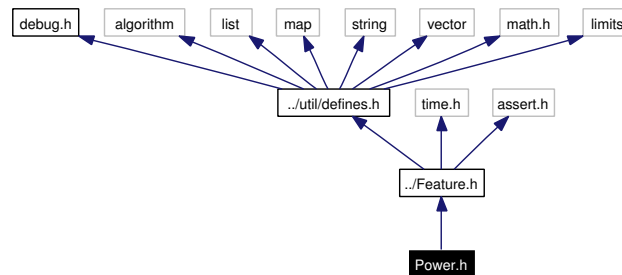 debug.h algorithm list map string vector math.h limits
../util/defines.h time.h assert.h
../Feature.h
Power.h